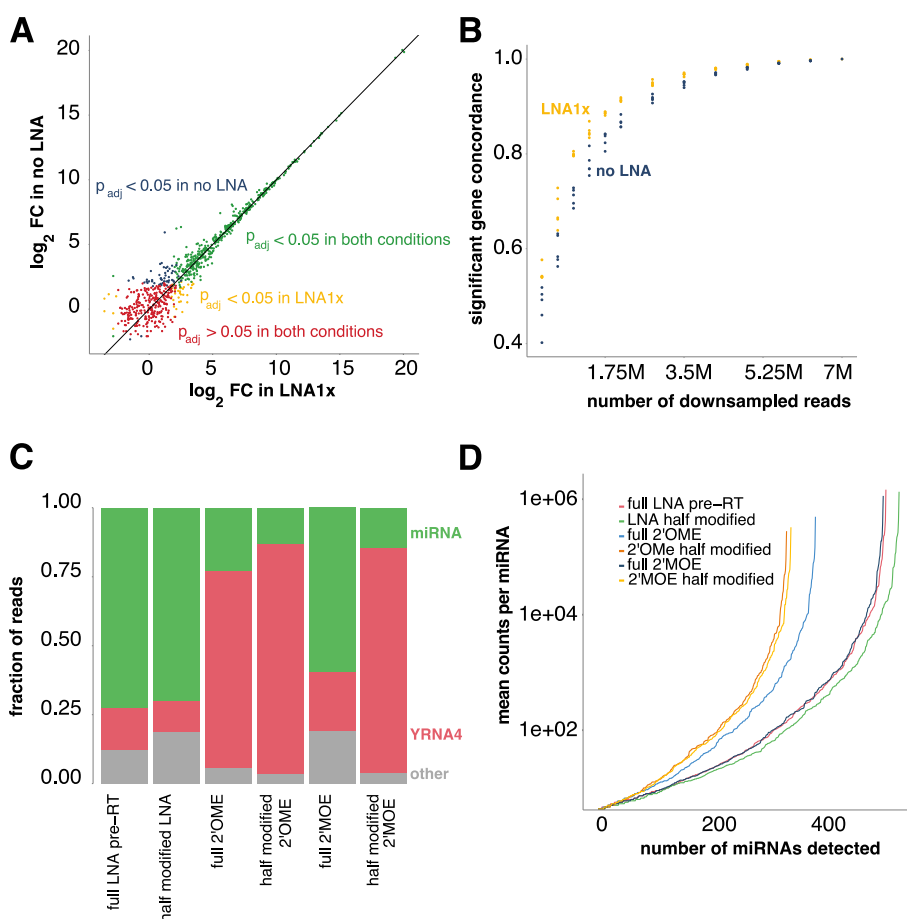 A
log2 FC in no LNA
20
15
10
5
0
padj < 0.05 in no LNA
padj < 0.05 in both conditions
padj < 0.05 in LNA1x
padj > 0.05 in both conditions
0 5 10 15 20
log2 FC in LNA1x
B
significant gene concordance
1.0
0.8
0.6
0.4
LNA1x
no LNA
1.75M 3.5M 5.25M 7M
number of downsampled reads
C
fraction of reads
1.00
0.75
0.50
0.25
0.00
miRNA
YRNA4
other
full LNA pre-RT
half modified LNA
full 2'OME
half modified
2'OME
full 2'MOE
half modified
2'MOE
D
mean counts per miRNA
1e+06
1e+04
1e+02
full LNA pre-RT
LNA half modified
full 2'OME
2'OMe half modified
full 2'MOE
2'MOE half modified
0 200 400
number of miRNAs detected